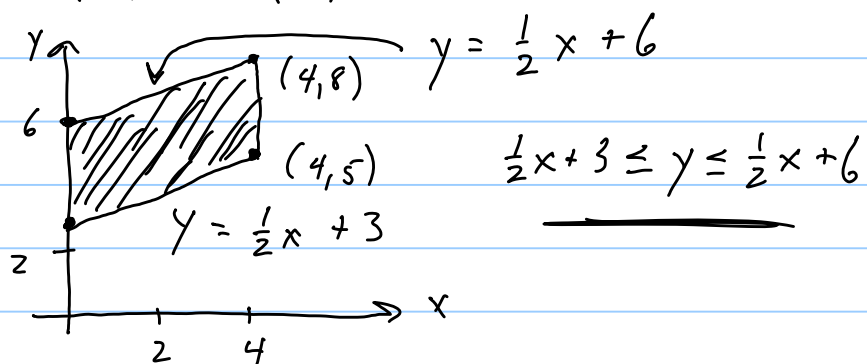 y
y = 1/2 x + 6
(4,8)
6
(4,5)
1/2 x + 3 ≤ y ≤ 1/2 x + 6
y = 1/2 x + 3
2
x
2 4